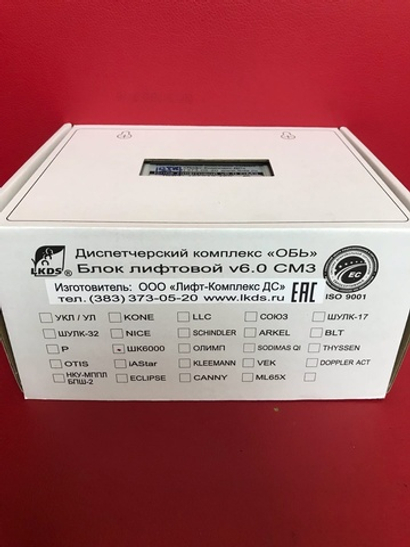 Диспетчерский комплекс «ОБЬ»
LKDS ® Блок лифтовой v6.0 СМ3
EC
Изготовитель: ООО «Лифт-Комплекс ДС» EAC
тел. (383) 373-05-20 www.lkds.ru ISO 9001
УКЛ / УЛ KONE LLC СОЮЗ ШУЛК-17
ШУЛК-32 NICE SCHINDLER ARKEL BLT
Р ШК6000 ОЛИМП SODIMAS QI THYSSEN
OTIS iAStar KLEEMANN VEK DOPPLER ACT
НКУ-МППЛ
БПШ-2 ECLIPSE CANNY ML65X